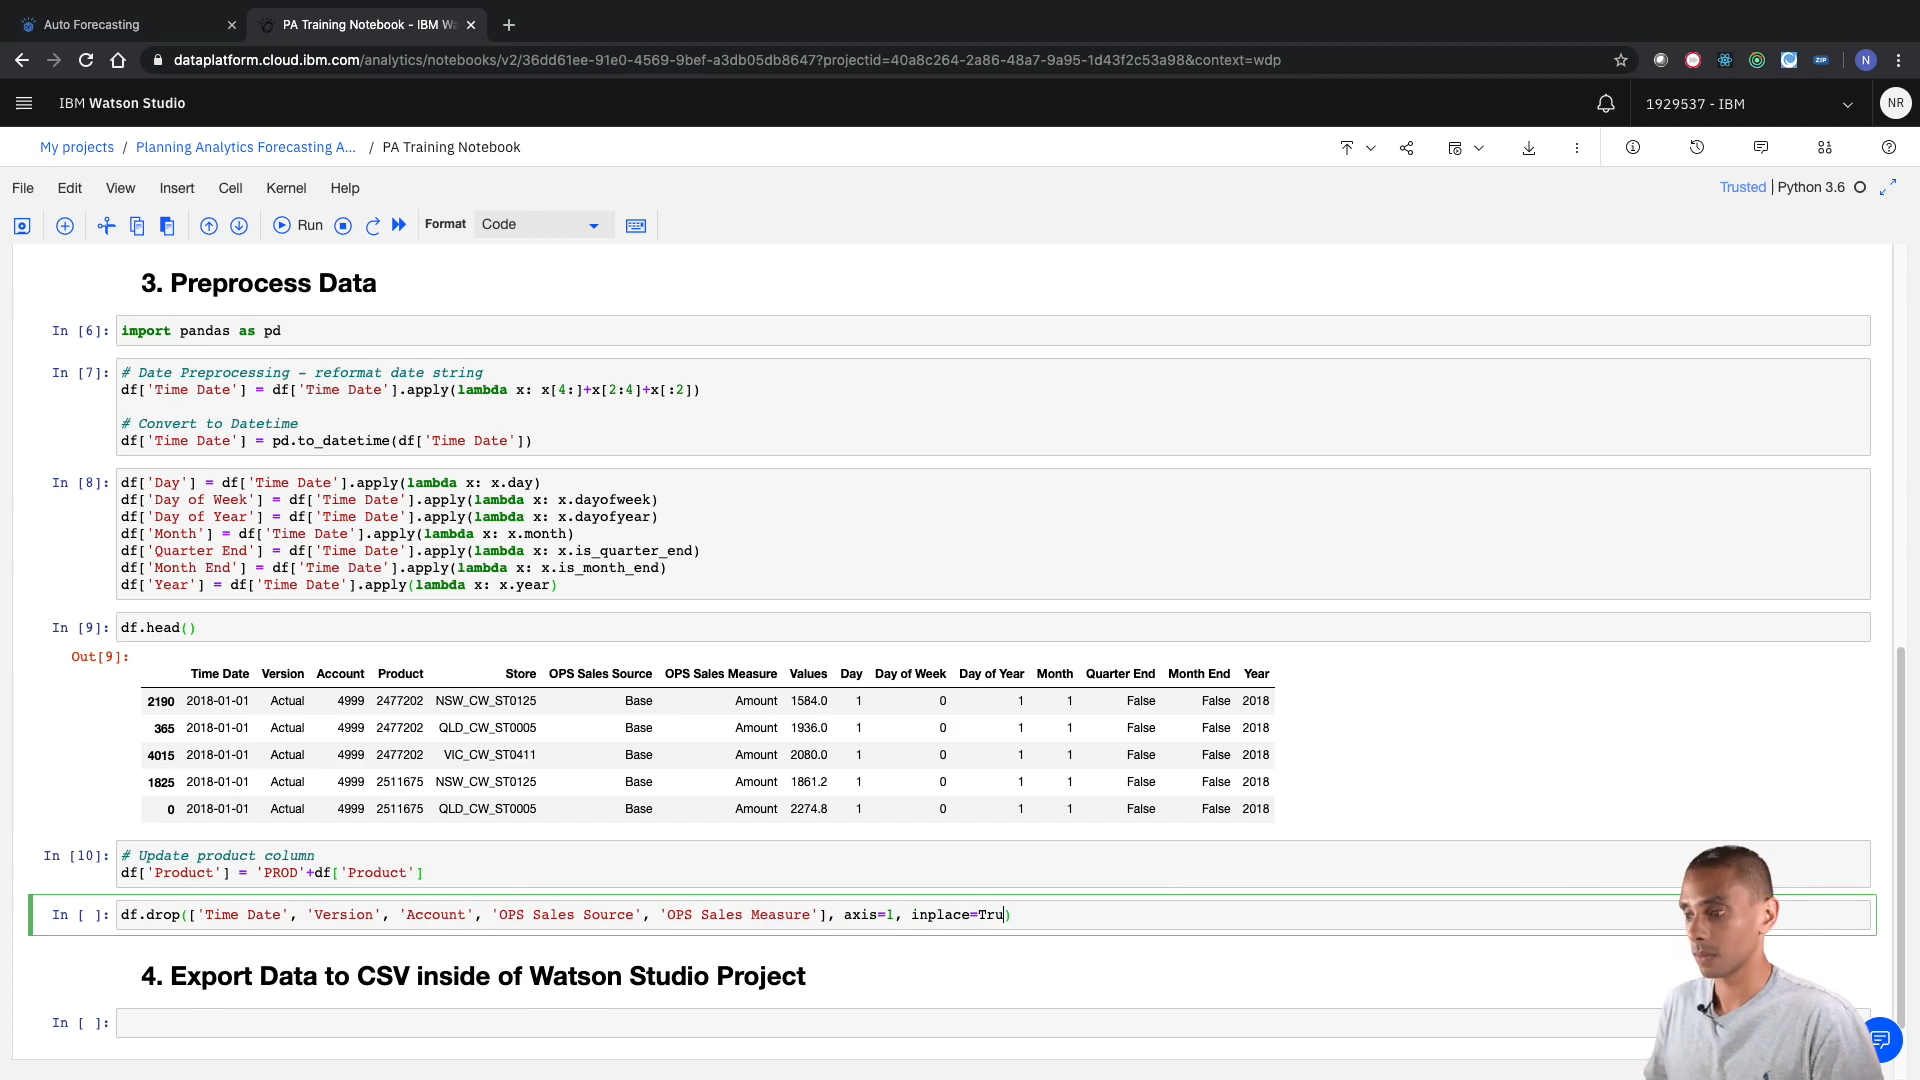 Auto Forecasting
PA Training Notebook - IBM Wa
dataplatform.cloud.ibm.com/analytics/notebooks/v2/36dd61ee-91e0-4569-9bef-a3db05db8647?projectid=40a8c264-2a86-48a7-9a95-1d43f2c53a98&context=wdp
ZIP
N
IBM Watson Studio
1929537 - IBM
NR
My projects / Planning Analytics Forecasting A... / PA Training Notebook
File Edit View Insert Cell Kernel Help
Trusted | Python 3.6
Run
Format
Code
3. Preprocess Data
In [6]: import pandas as pd
In [7]: # Date Preprocessing - reformat date string
df['Time Date'] = df['Time Date'].apply(lambda x: x[4:]+x[2:4]+x[:2])
# Convert to Datetime
df['Time Date'] = pd.to_datetime(df['Time Date'])
In [8]: df['Day'] = df['Time Date'].apply(lambda x: x.day)
df['Day of Week'] = df['Time Date'].apply(lambda x: x.dayofweek)
df['Day of Year'] = df['Time Date'].apply(lambda x: x.dayofyear)
df['Month'] = df['Time Date'].apply(lambda x: x.month)
df['Quarter End'] = df['Time Date'].apply(lambda x: x.is_quarter_end)
df['Month End'] = df['Time Date'].apply(lambda x: x.is_month_end)
df['Year'] = df['Time Date'].apply(lambda x: x.year)
In [9]: df.head()
Out[9]:
Time Date Version Account Product Store OPS Sales Source OPS Sales Measure Values Day Day of Week Day of Year Month Quarter End Month End Year
2190 2018-01-01 Actual 4999 2477202 NSW_CW_ST0125 Base Amount 1584.0 1 0 1 1 False False 2018
365 2018-01-01 Actual 4999 2477202 QLD_CW_ST0005 Base Amount 1936.0 1 0 1 1 False False 2018
4015 2018-01-01 Actual 4999 2477202 VIC_CW_ST0411 Base Amount 2080.0 1 0 1 1 False False 2018
1825 2018-01-01 Actual 4999 2511675 NSW_CW_ST0125 Base Amount 1861.2 1 0 1 1 False False 2018
0 2018-01-01 Actual 4999 2511675 QLD_CW_ST0005 Base Amount 2274.8 1 0 1 1 False False 2018
In [10]: # Update product column
df['Product'] = 'PROD'+df['Product']
In [ ]: df.drop(['Time Date', 'Version', 'Account', 'OPS Sales Source', 'OPS Sales Measure'], axis=1, inplace=Tru)
4. Export Data to CSV inside of Watson Studio Project
In [ ]: